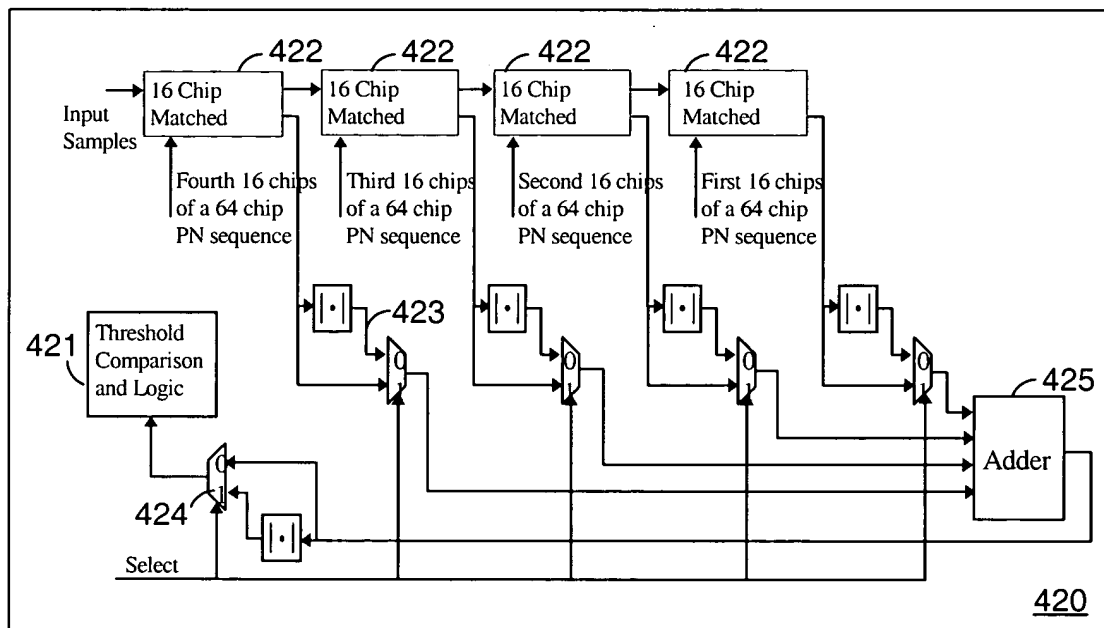 422
422
422
422
16 Chip
Matched
16 Chip
Matched
16 Chip
Matched
16 Chip
Matched
Input
Samples
Fourth 16 chips
of a 64 chip
PN sequence
Third 16 chips
of a 64 chip
PN sequence
Second 16 chips
of a 64 chip
PN sequence
First 16 chips
of a 64 chip
PN sequence
|·|
|·|
|·|
|·|
423
0
1
0
1
0
1
0
1
421
Threshold
Comparison
and Logic
425
Adder
0
1
424
|·|
Select
420